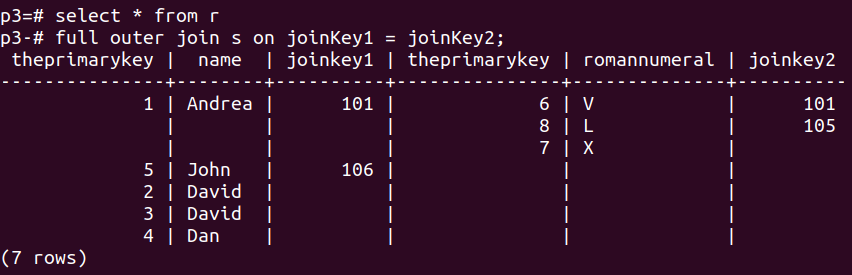 p3=# select * from r
p3-# full outer join s on joinKey1 = joinKey2;
 theprimarykey |  name  | joinkey1 | theprimarykey | romannumeral | joinkey2
---------------+--------+----------+---------------+--------------+----------
             1 | Andrea |      101 |             6 | V            |      101
               |        |          |             8 | L            |      105
               |        |          |             7 | X            |
             5 | John   |      106 |               |              |
             2 | David  |          |               |              |
             3 | David  |          |               |              |
             4 | Dan    |          |               |              |
(7 rows)